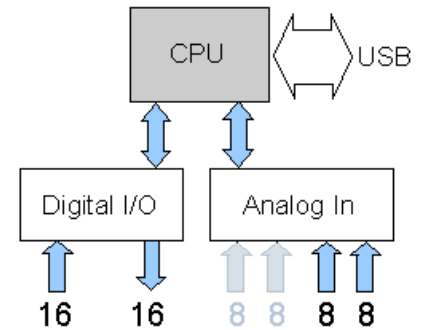 CPU
USB
Digital I/O
Analog In
16 16 8 8 8 8